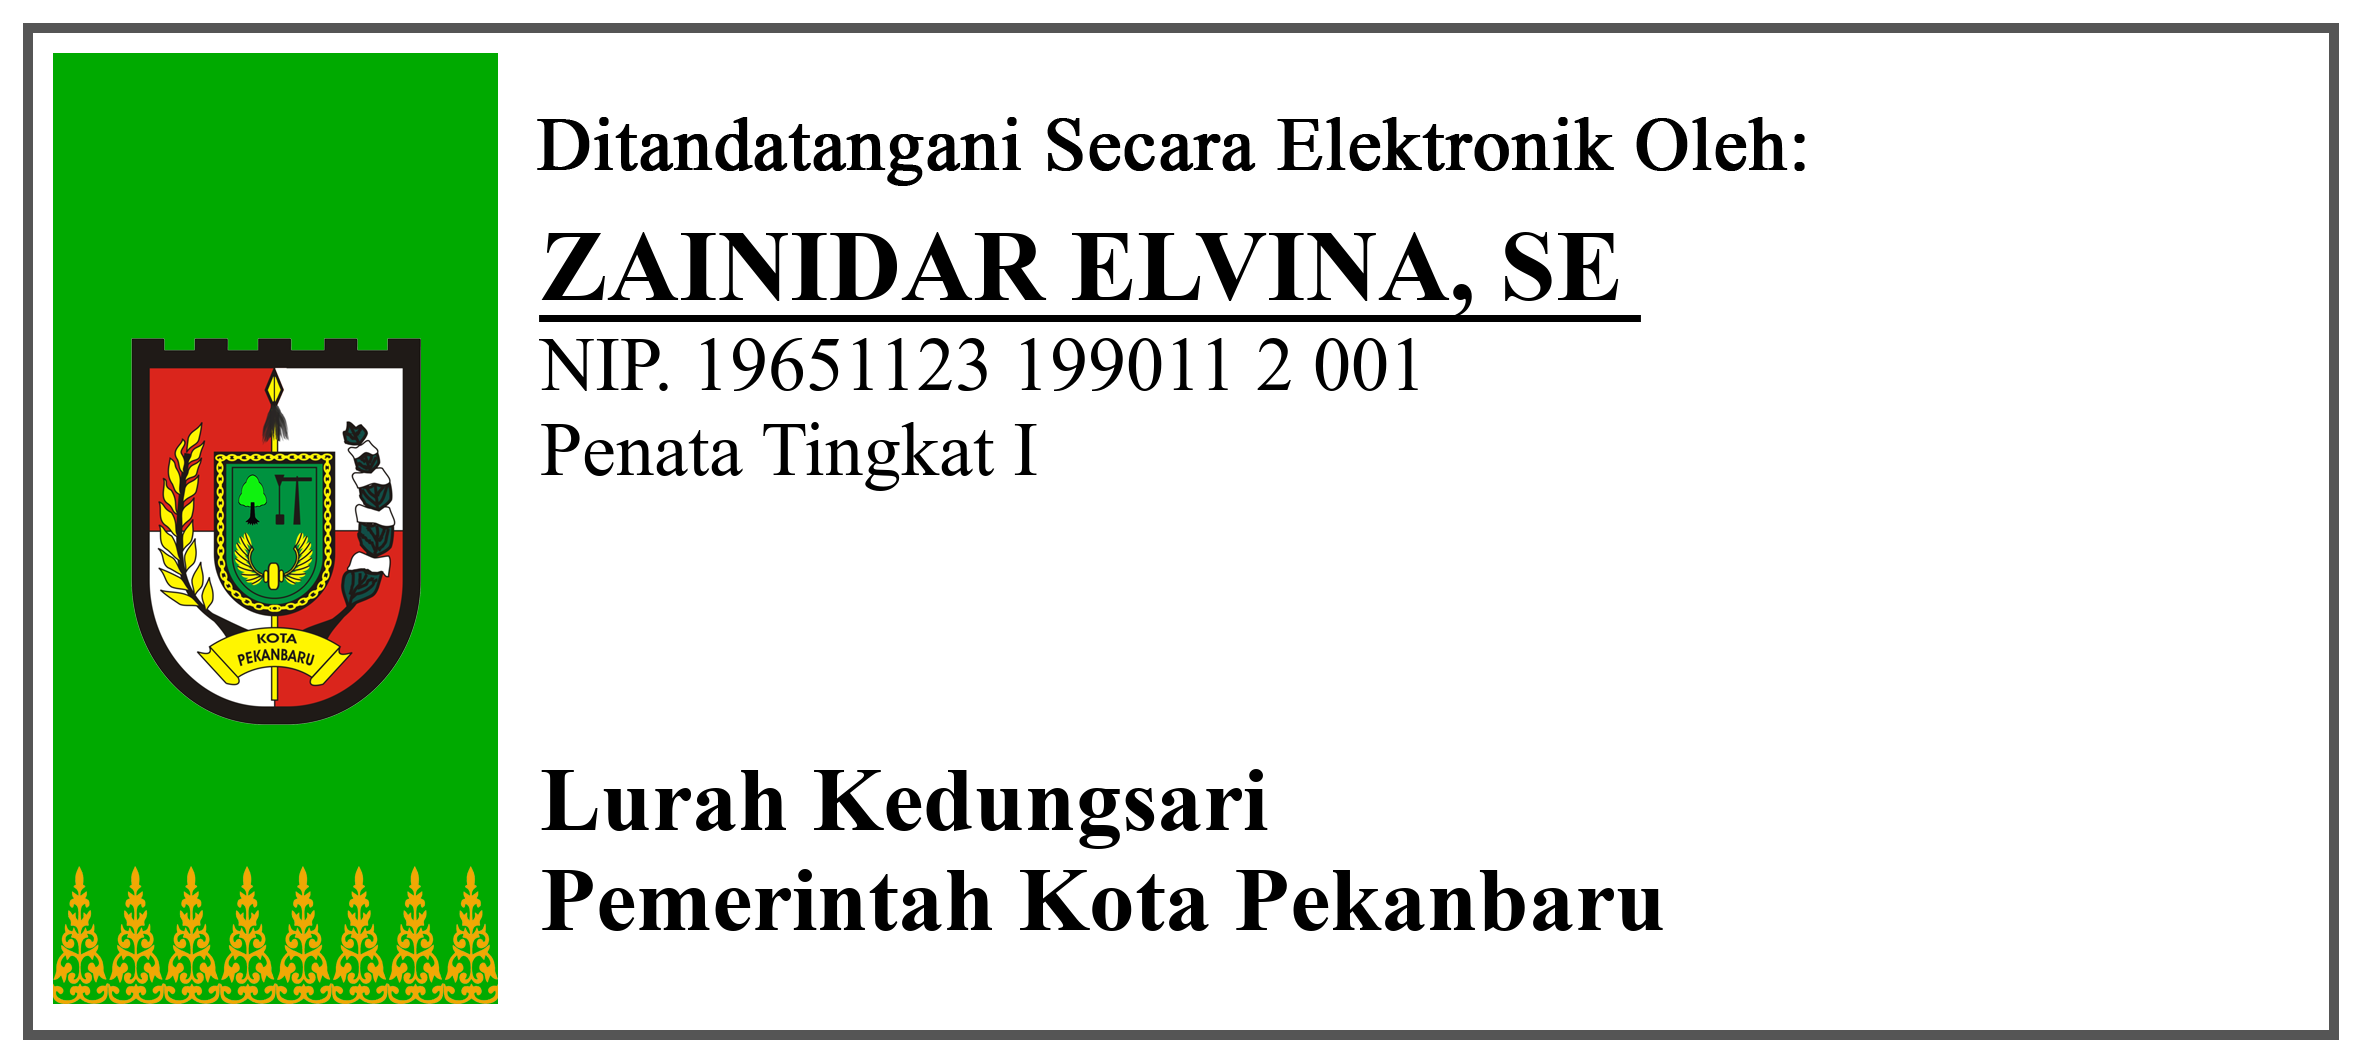 Ditandatangani Secara Elektronik Oleh:
ZAINIDAR ELVINA, SE
NIP. 19651123 199011 2 001
Penata Tingkat I
KOTA
PEKANBARU
Lurah Kedungsari
Pemerintah Kota Pekanbaru